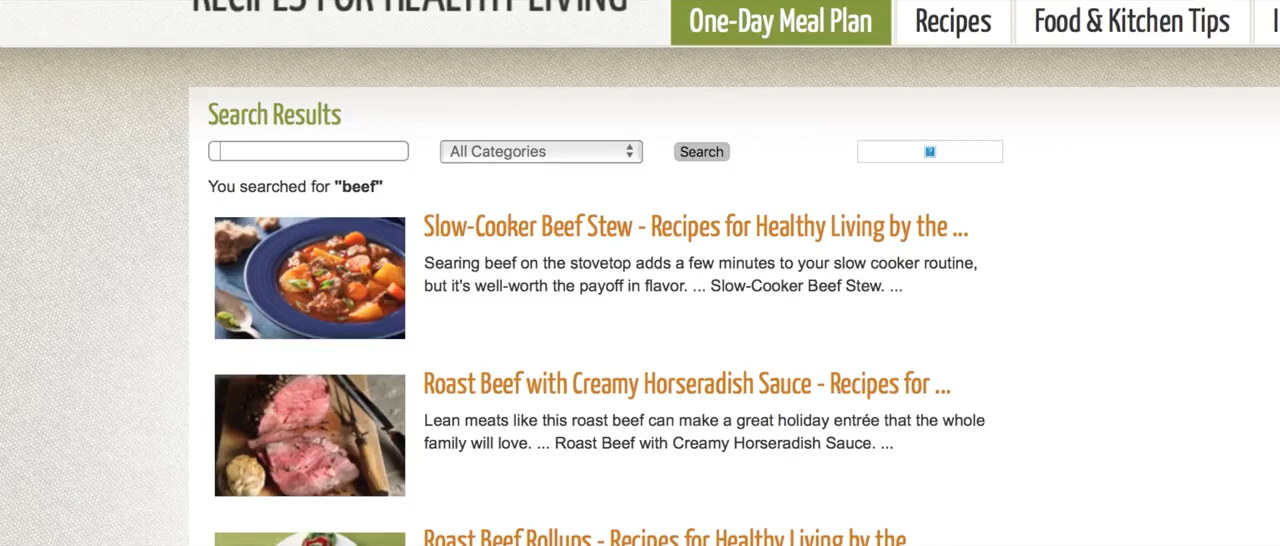 RECIPES FOR HEALTHY LIVING
One-Day Meal Plan
Recipes
Food & Kitchen Tips
Search Results
All Categories
Search
?
You searched for "beef"
Slow-Cooker Beef Stew - Recipes for Healthy Living by the ...
Searing beef on the stovetop adds a few minutes to your slow cooker routine,
but it's well-worth the payoff in flavor. ... Slow-Cooker Beef Stew. ...
Roast Beef with Creamy Horseradish Sauce - Recipes for ...
Lean meats like this roast beef can make a great holiday entrée that the whole
family will love. ... Roast Beef with Creamy Horseradish Sauce. ...
Roast Beef Rollups - Recipes for Healthy Living by the